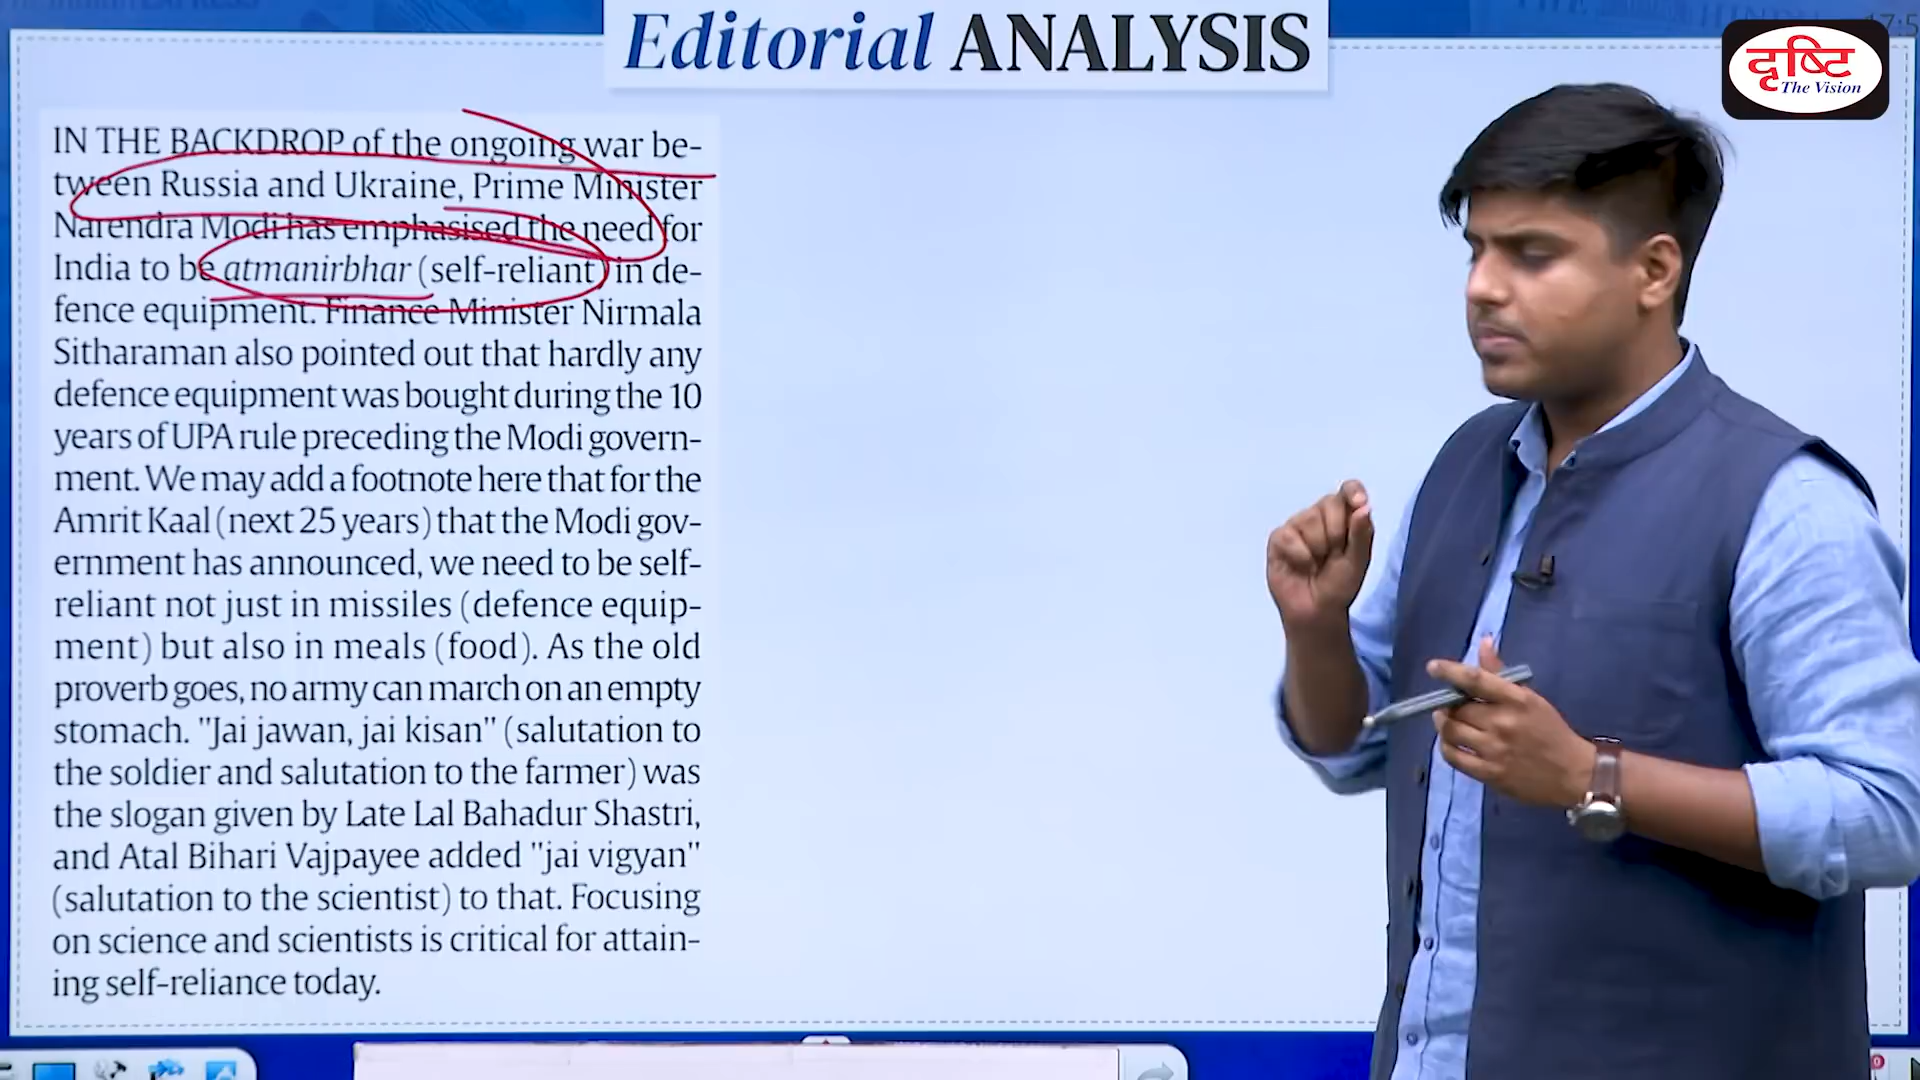 Editorial ANALYSIS
दृष्टि
The Vision
IN THE BACKDROP of the ongoing war be-
tween Russia and Ukraine, Prime Minister
Narendra Modi has emphasised the need for
India to be atmanirbhar (self-reliant) in de-
fence equipment. Finance Minister Nirmala
Sitharaman also pointed out that hardly any
defence equipment was bought during the 10
years of UPA rule preceding the Modi govern-
ment. We may add a footnote here that for the
Amrit Kaal (next 25 years) that the Modi gov-
ernment has announced, we need to be self-
reliant not just in missiles (defence equip-
ment) but also in meals (food). As the old
proverb goes, no army can march on an empty
stomach. "Jai jawan, jai kisan" (salutation to
the soldier and salutation to the farmer) was
the slogan given by Late Lal Bahadur Shastri,
and Atal Bihari Vajpayee added "jai vigyan"
(salutation to the scientist) to that. Focusing
on science and scientists is critical for attain-
ing self-reliance today.